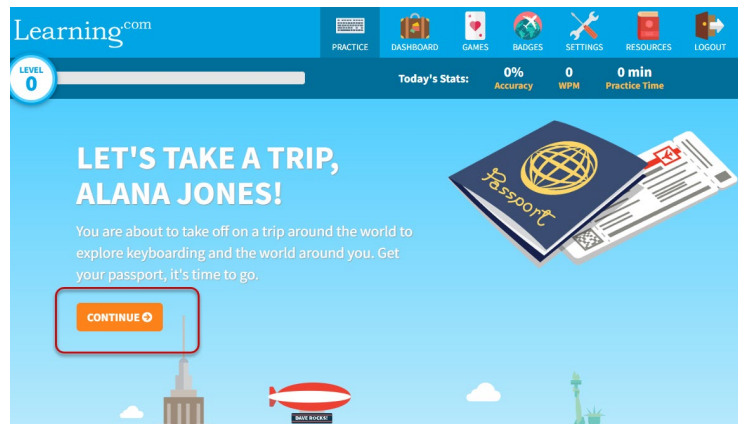 Learning.com
PRACTICE
DASHBOARD
GAMES
BADGES
SETTINGS
RESOURCES
LOGOUT
LEVEL
0
Today's Stats:
0%
Accuracy
0
WPM
0 min
Practice Time
LET'S TAKE A TRIP,
ALANA JONES!
You are about to take off on a trip around the world to
explore keyboarding and the world around you. Get
your passport, it's time to go.
CONTINUE
Passport
DAVE ROCKS!